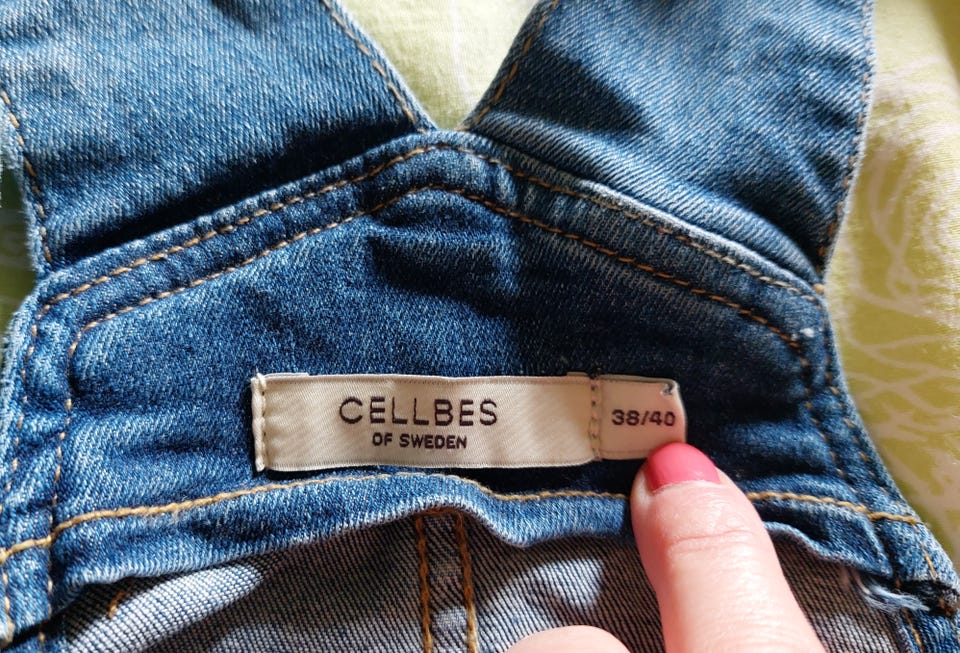 CELLBES
OF SWEDEN
38/40